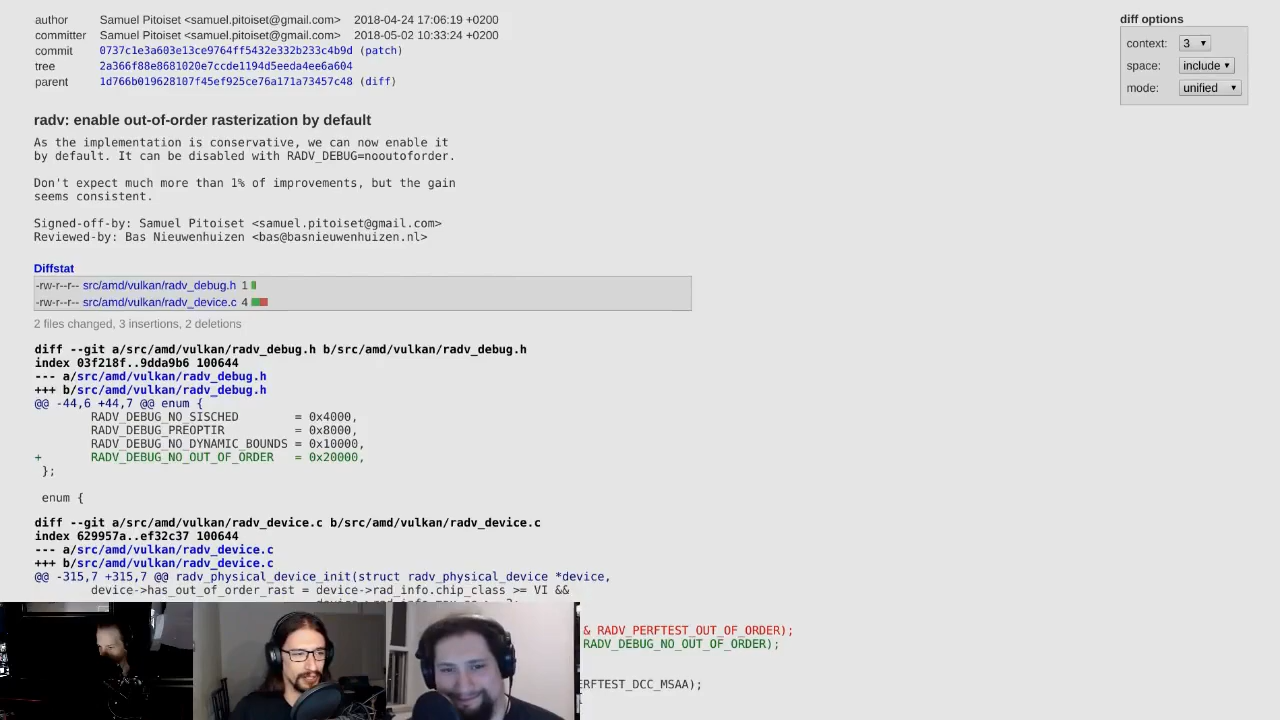 author Samuel Pitoiset <samuel.pitoiset@gmail.com> 2018-04-24 17:06:19 +0200
committer Samuel Pitoiset <samuel.pitoiset@gmail.com> 2018-05-02 10:33:24 +0200
commit 0737c1e3a603e13ce9764ff5432e332b233c4b9d (patch)
tree 2a366f88e8681020e7ccde1194d5eeda4ee6a604
parent 1d766b019628107f45ef925ce76a171a73457c48 (diff)
diff options
context: 3
space: include
mode: unified
radv: enable out-of-order rasterization by default
As the implementation is conservative, we can now enable it
by default. It can be disabled with RADV_DEBUG=nooutoforder.
Don't expect much more than 1% of improvements, but the gain
seems consistent.
Signed-off-by: Samuel Pitoiset <samuel.pitoiset@gmail.com>
Reviewed-by: Bas Nieuwenhuizen <bas@basnieuwenhuizen.nl>
Diffstat
-rw-r--r-- src/amd/vulkan/radv_debug.h 1
-rw-r--r-- src/amd/vulkan/radv_device.c 4
2 files changed, 3 insertions, 2 deletions
diff --git a/src/amd/vulkan/radv_debug.h b/src/amd/vulkan/radv_debug.h
index 03f218f..9dda9b6 100644
--- a/src/amd/vulkan/radv_debug.h
+++ b/src/amd/vulkan/radv_debug.h
@@ -44,6 +44,7 @@ enum {
RADV_DEBUG_NO_SISCHED = 0x4000,
RADV_DEBUG_PREOPTIR = 0x8000,
RADV_DEBUG_NO_DYNAMIC_BOUNDS = 0x10000,
+ RADV_DEBUG_NO_OUT_OF_ORDER = 0x20000,
};
enum {
diff --git a/src/amd/vulkan/radv_device.c b/src/amd/vulkan/radv_device.c
index 629957a..ef32c37 100644
--- a/src/amd/vulkan/radv_device.c
+++ b/src/amd/vulkan/radv_device.c
@@ -315,7 +315,7 @@ radv_physical_device_init(struct radv_physical_device *device,
device->has_out_of_order_rast = device->rad_info.chip_class >= VI &&
& RADV_PERFTEST_OUT_OF_ORDER);
RADV_DEBUG_NO_OUT_OF_ORDER);
RFTEST_DCC_MSAA);